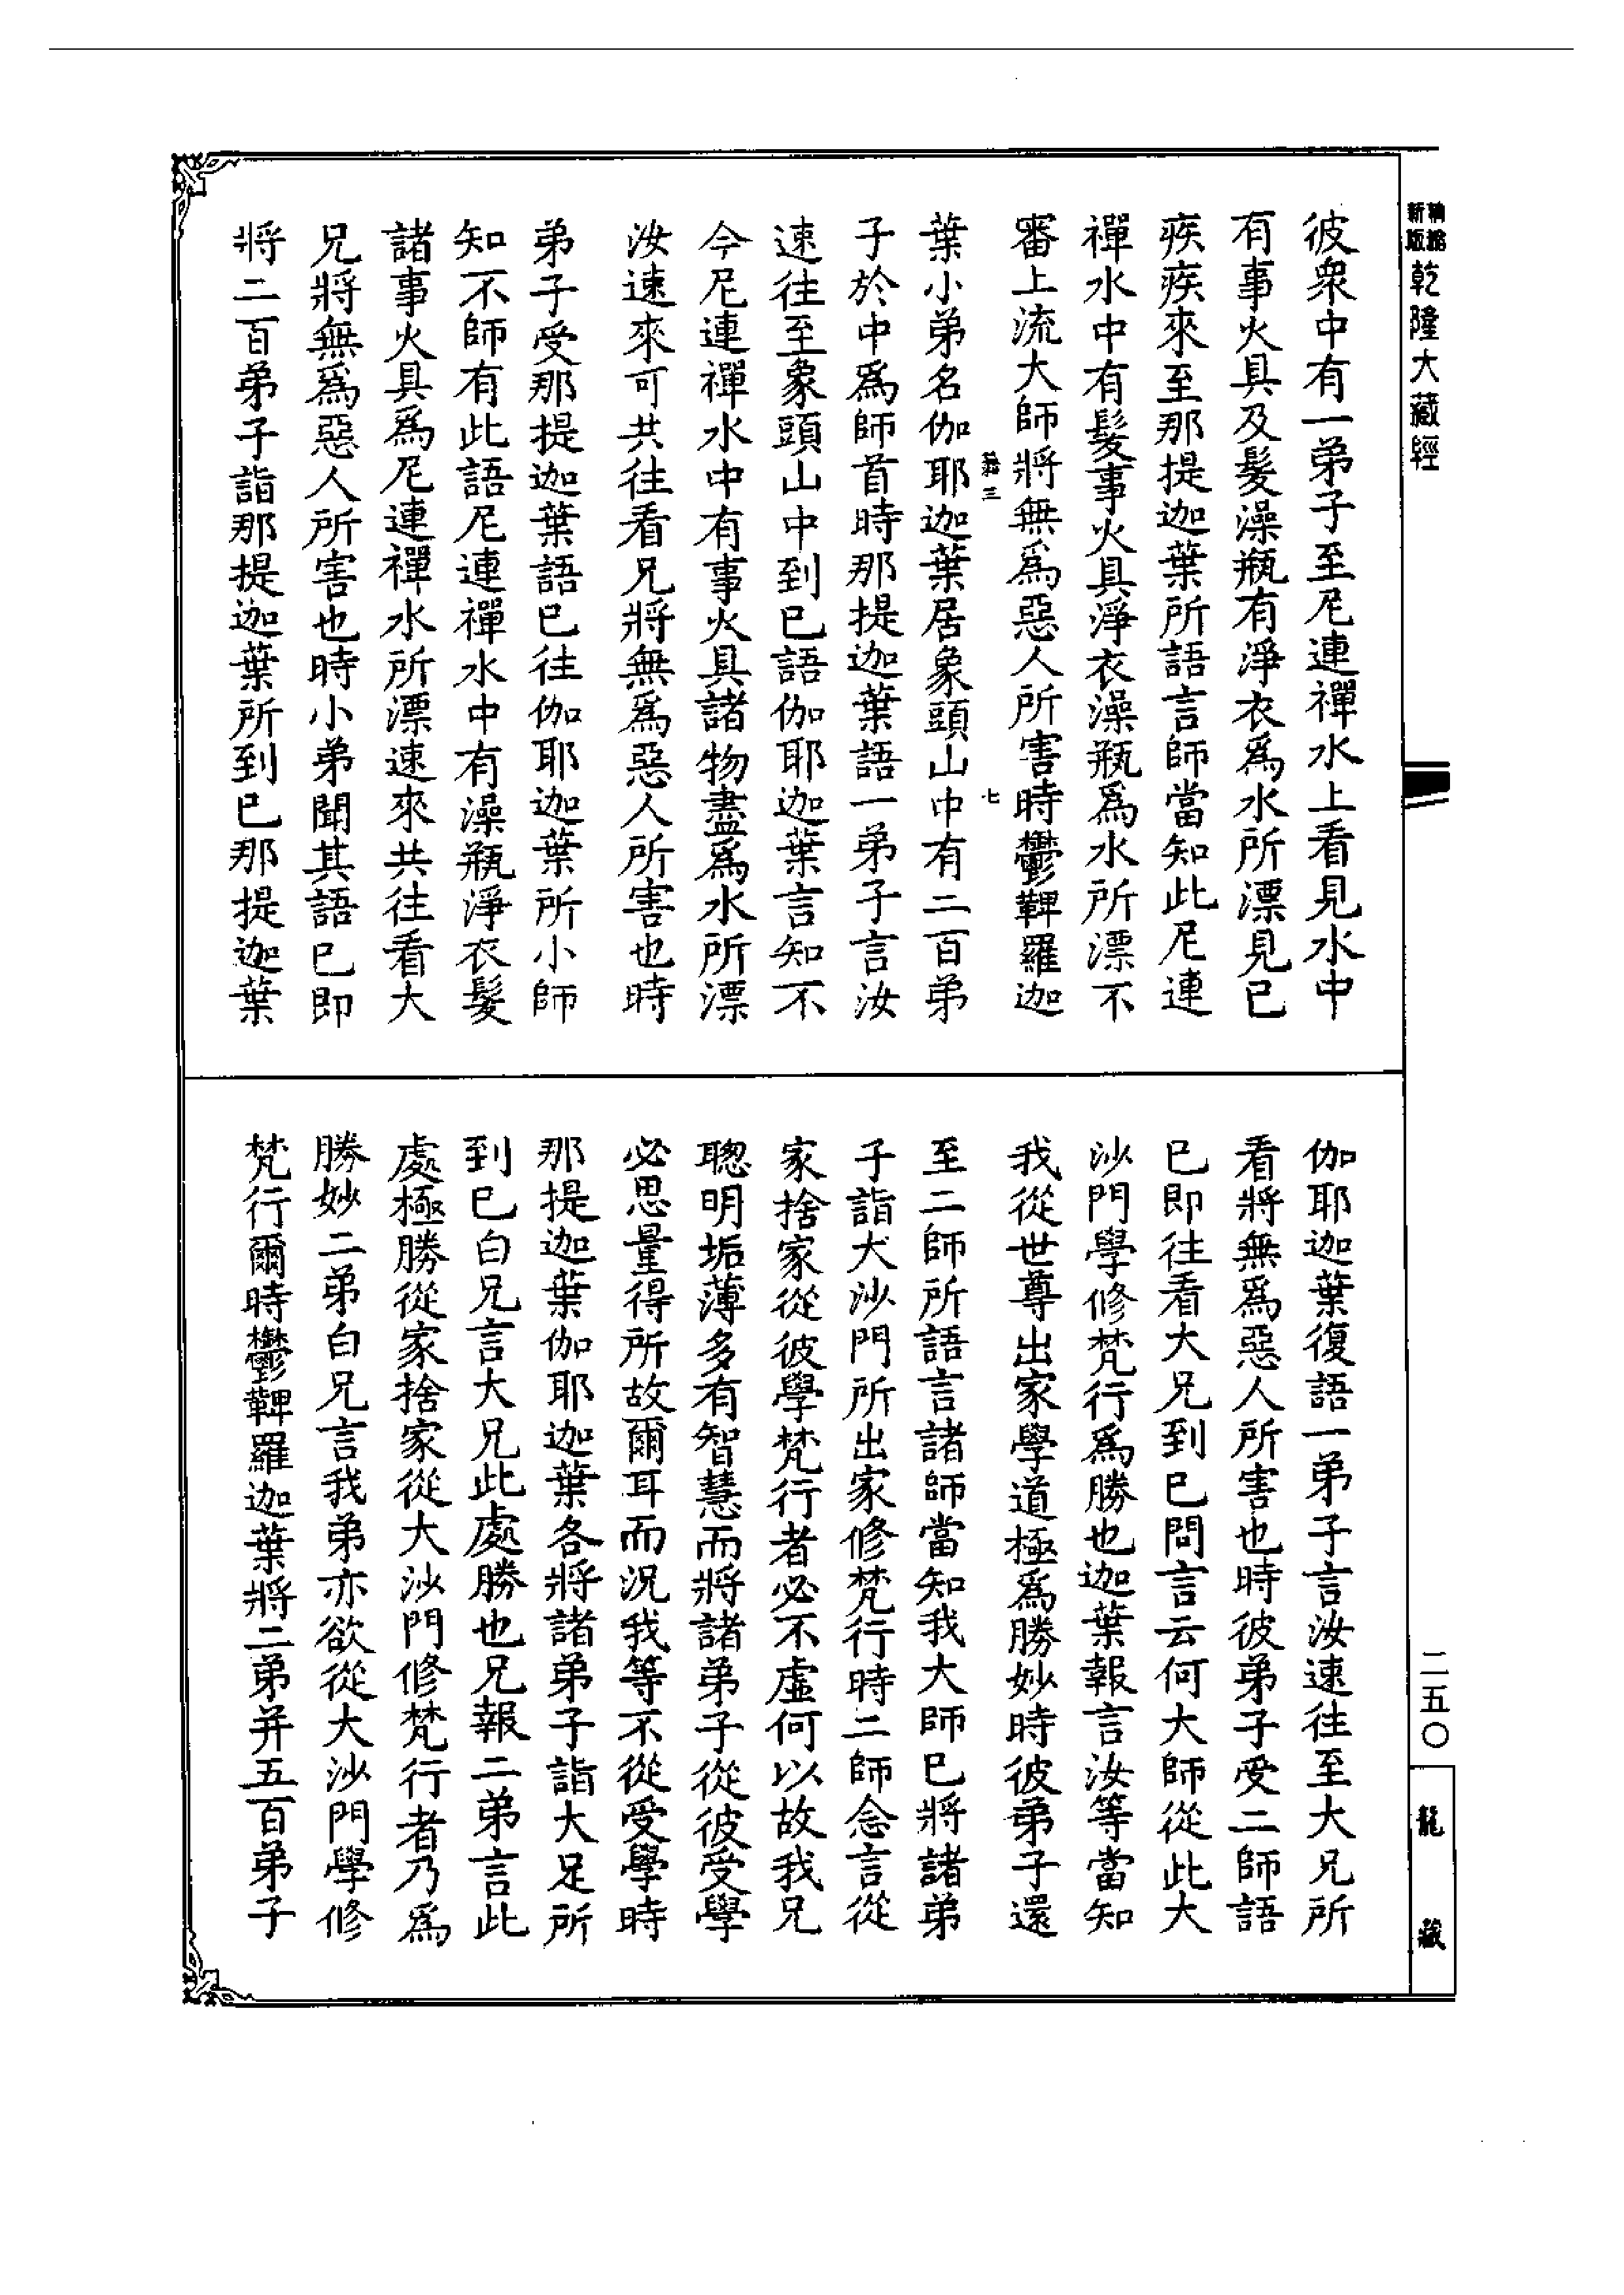 新版
精縮
乾隆大藏經
彼衆中有一弟子至尼連禪水上看見水中
有事火具及髮澡瓶有淨衣爲水所漂見已
疾疾來至那提迦葉所語言師當知此尼連
禪水中有髮事火具淨衣澡瓶爲水所漂不
審上流大師將無爲惡人所害時鬱鞞羅迦
葉小弟名伽耶迦葉居象頭山中有二百弟
子於中爲師首時那提迦葉語一弟子言汝
速往至象頭山中到已語伽耶迦葉言知不
今尼連禪水中有事火具諸物盡爲水所漂
汝速來可共往看兄將無爲惡人所害也時
弟子受那提迦葉語已往伽耶迦葉所小師
知不師有此語尼連禪水中有澡瓶淨衣髮
諸事火具爲尼連禪水所漂速來共往看大
兄將無爲惡人所害也時小弟聞其語已即
將二百弟子詣那提迦葉所到已那提迦葉
伽耶迦葉復語一弟子言汝速往至大兄所
看將無爲惡人所害也時彼弟子受二師語
已即往看大兄到已問言云何大師從此大
沙門學修梵行爲勝也迦葉報言汝等當知
我從世尊出家學道極爲勝妙時彼弟子還
至二師所語言諸師當知我大師已將諸弟
子詣大沙門所出家修梵行時二師念言從
家捨家從彼學梵行者必不虛何以故我兄
聰明垢薄多有智慧而將諸弟子從彼受學
必思量得所故爾耳而況我等不從受學時
那提迦葉伽耶迦葉各將諸弟子詣大兄所
到已白兄言大兄此處勝也兄報二弟言此
處極勝從家捨家從大沙門修梵行者乃爲
勝妙二弟白兄言我弟亦欲從大沙門學修
梵行爾時鬱鞞羅迦葉將二弟并五百弟子
三
七
二五〇
龍藏